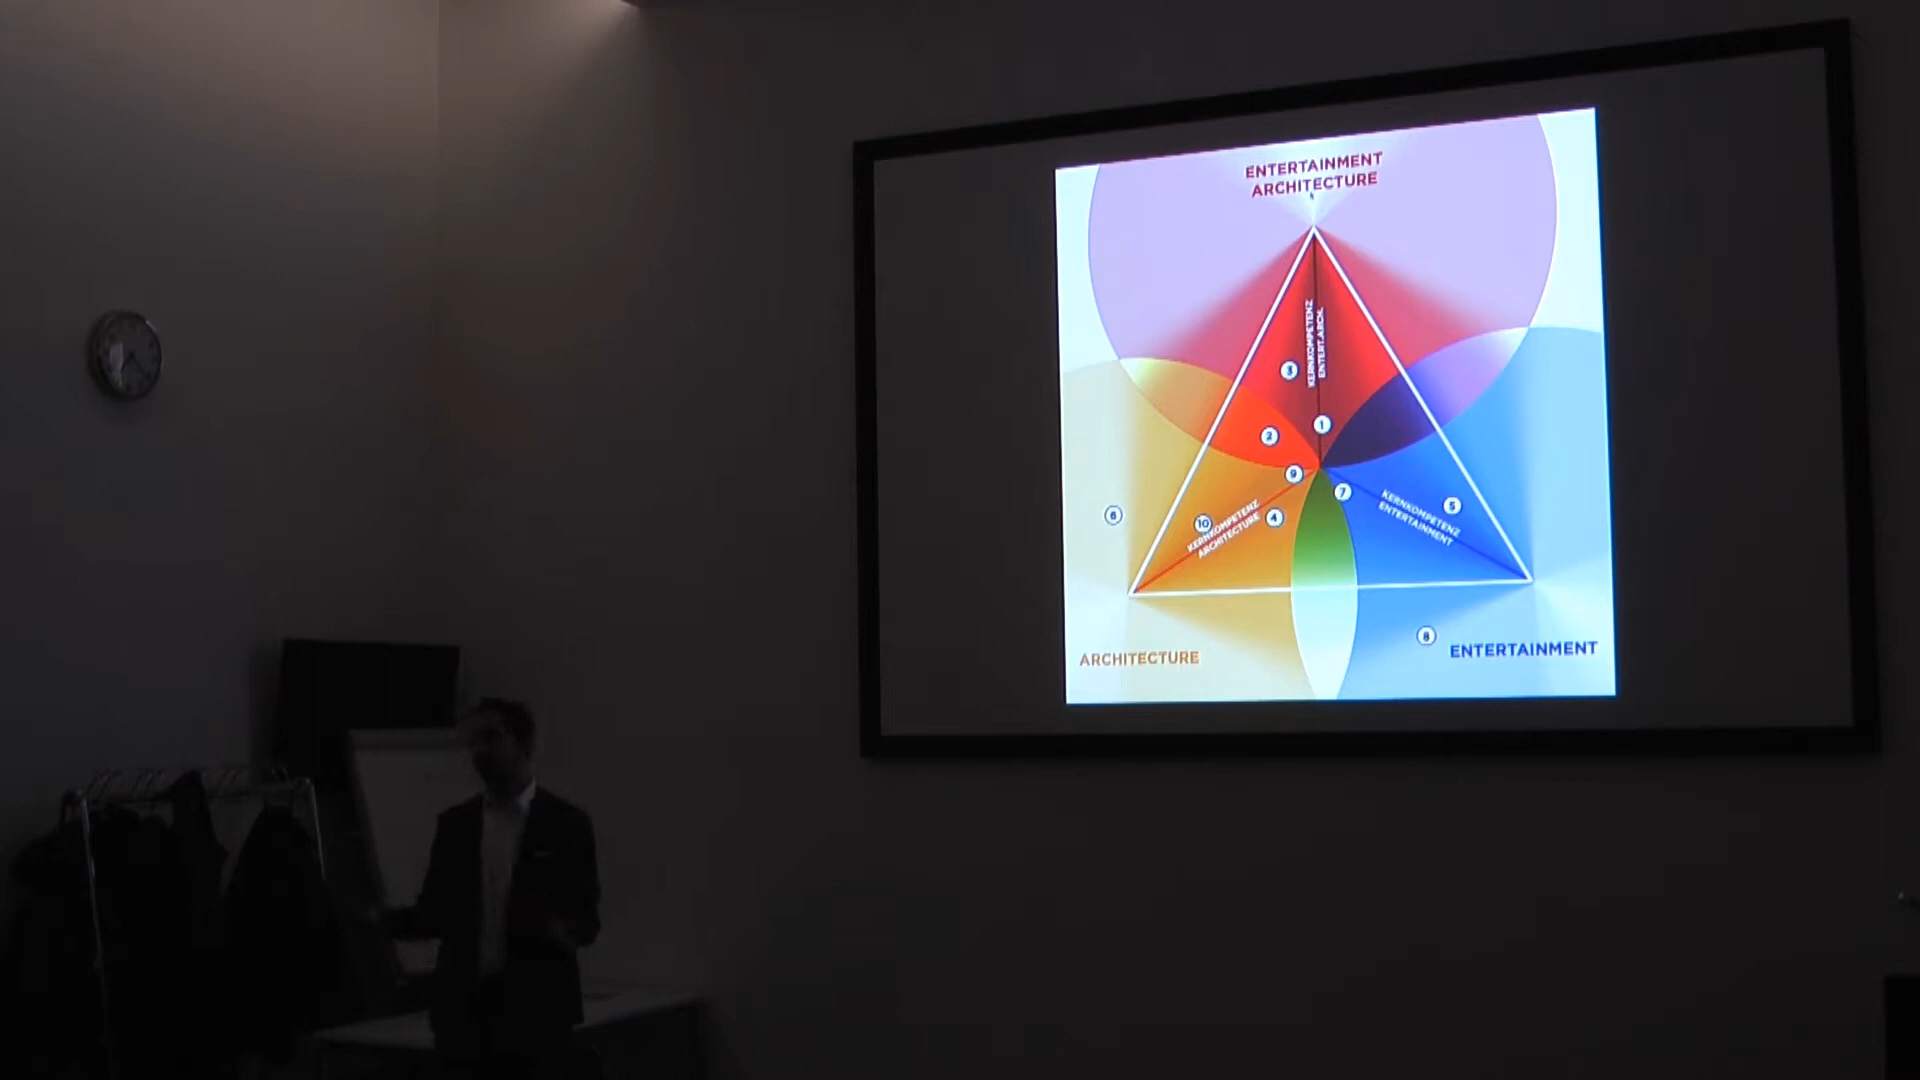 ENTERTAINMENT
ARCHITECTURE
KERNKOMPETENZ
ENTERT.ARCH.
3
1
2
9
7
KERNKOMPETENZ
ENTERTAINMENT
5
6
10
KERNKOMPETENZ
ARCHITECTURE
4
8
ARCHITECTURE
ENTERTAINMENT